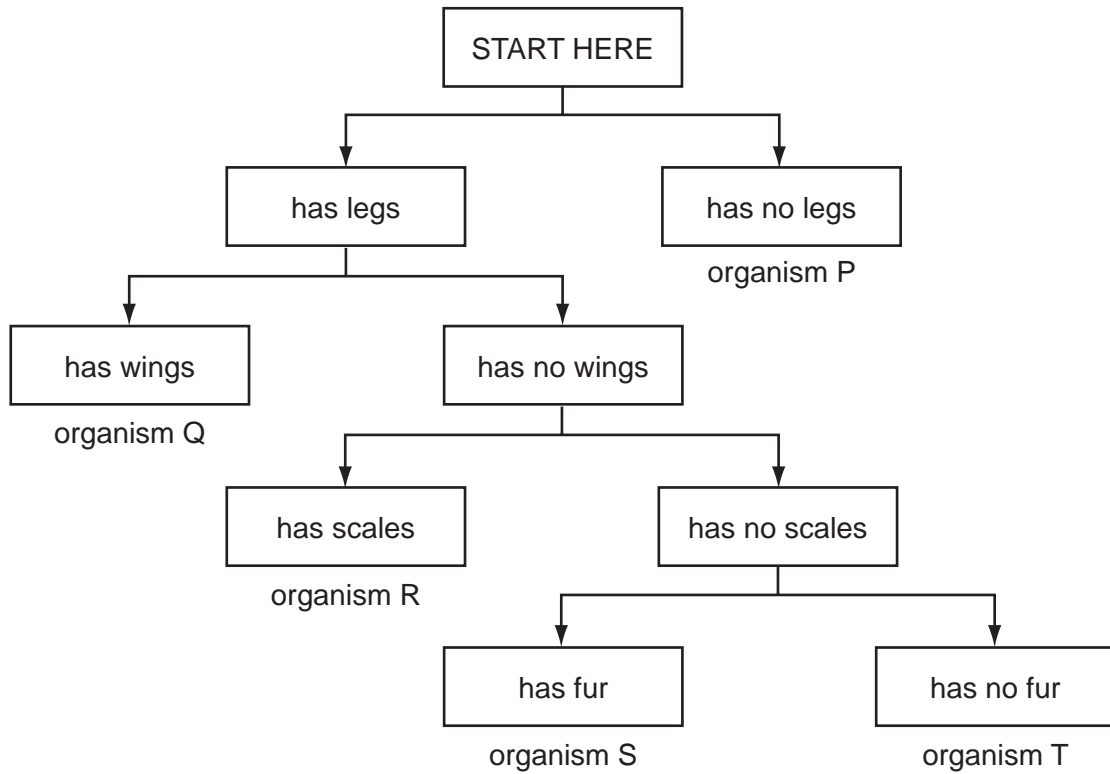 START HERE
has legs
has no legs
organism P
has wings
has no wings
organism Q
has scales
has no scales
organism R
has fur
has no fur
organism S
organism T